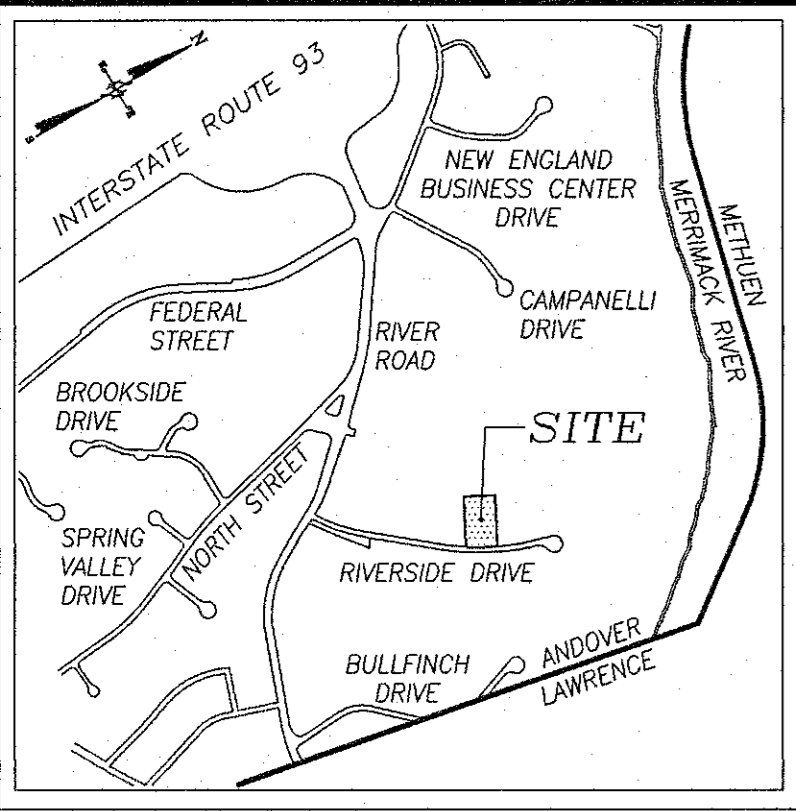 N
INTERSTATE ROUTE 93
NEW ENGLAND
BUSINESS CENTER
DRIVE
METHUEN
MERRIMACK RIVER
CAMPANELLI
DRIVE
FEDERAL
STREET
RIVER
ROAD
BROOKSIDE
DRIVE
SITE
NORTH STREET
SPRING
VALLEY
DRIVE
RIVERSIDE DRIVE
BULLFINCH
DRIVE
ANDOVER
LAWRENCE